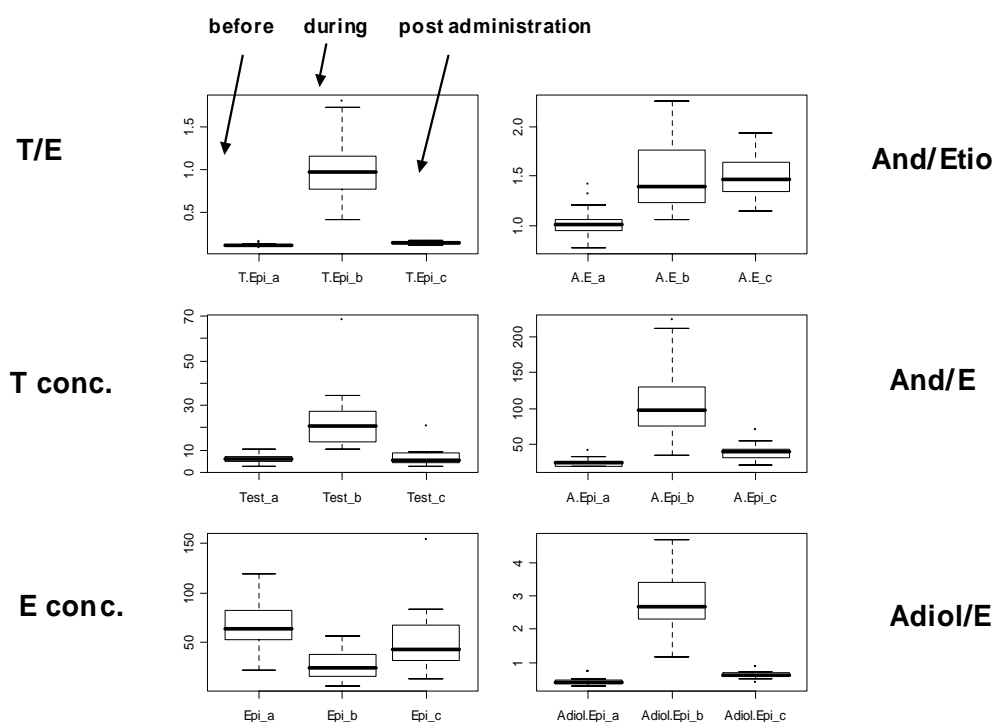 before during post administration
T/E
1.5
1.0
0.5
T.Epi_a T.Epi_b T.Epi_c
And/Etio
2.0
1.5
1.0
A.E_a A.E_b A.E_c
T conc.
70
50
30
10
0
Test_a Test_b Test_c
And/E
200
150
100
50
A.Epi_a A.Epi_b A.Epi_c
E conc.
150
100
50
Epi_a Epi_b Epi_c
Adiol/E
4
3
2
1
Adiol.Epi_a Adiol.Epi_b Adiol.Epi_c